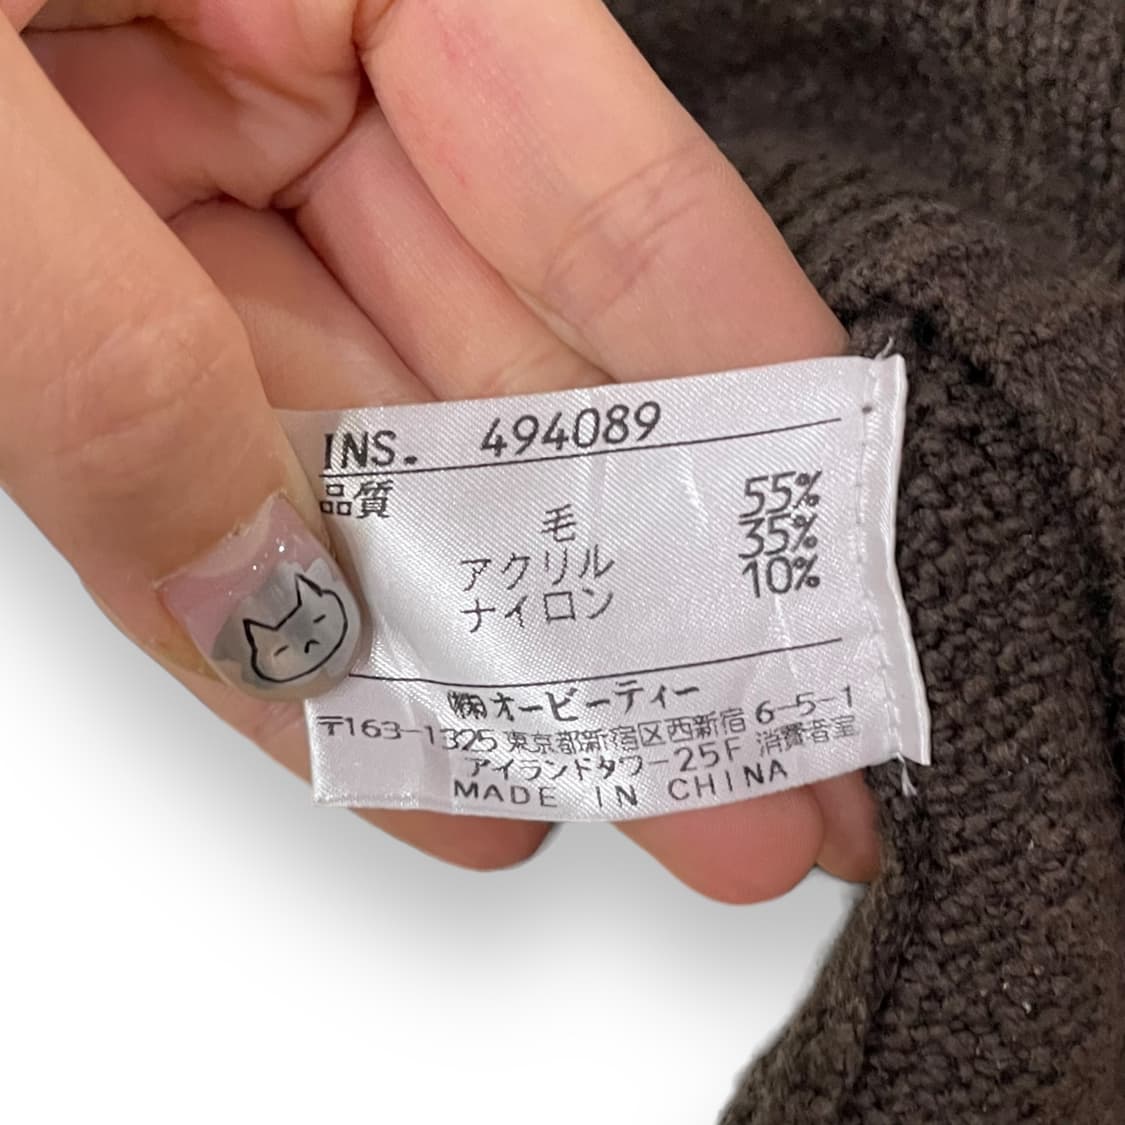 INS. 494089
品質
毛 55%
アクリル 35%
ナイロン 10%
㈱オービーティー
〒163-1325 東京都新宿区西新宿 6-5-1
アイランドタワー25F 消費者室
MADE IN CHINA